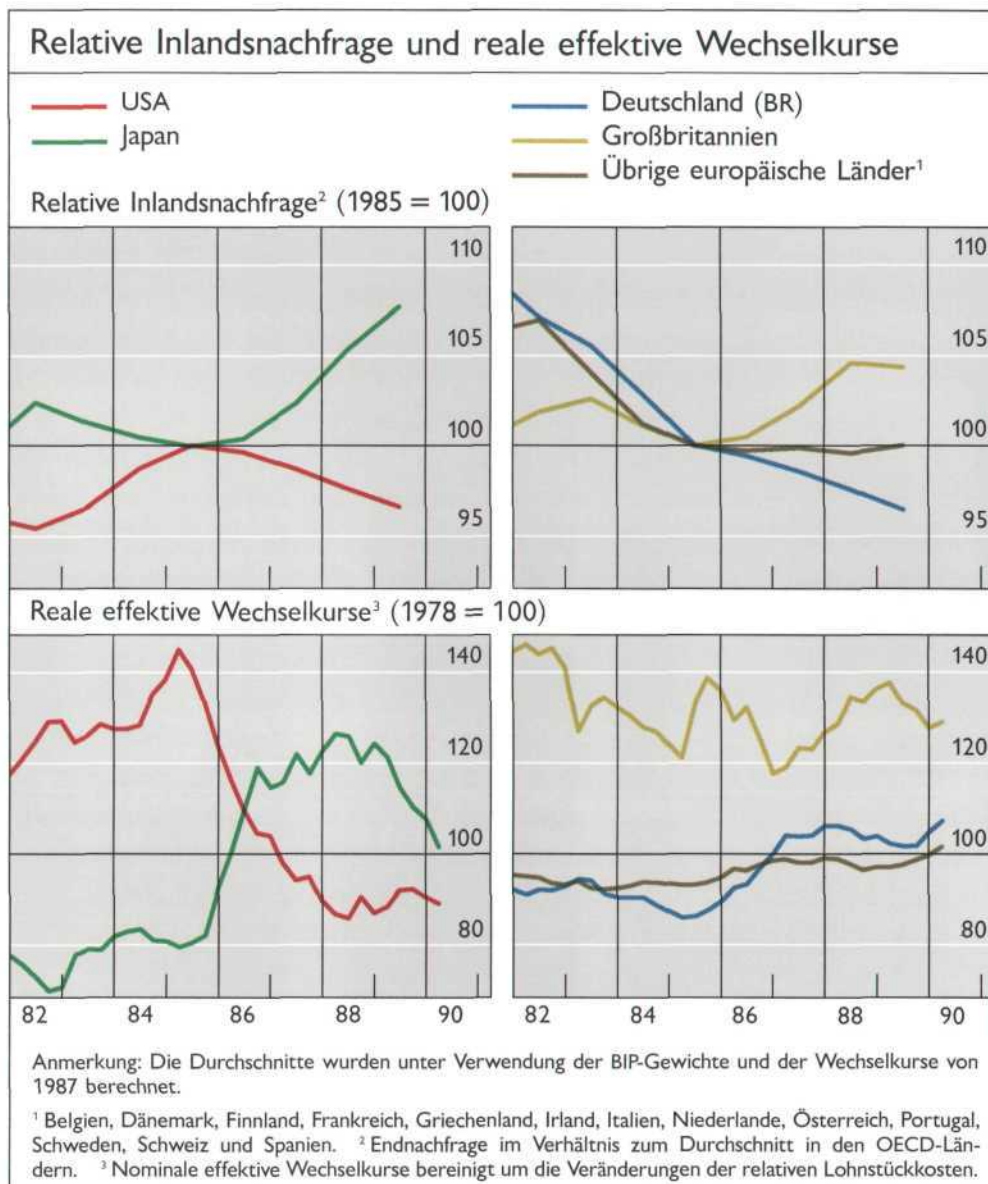 Relative Inlandsnachfrage und reale effektive Wechselkurse
USA
Japan
Deutschland (BR)
Großbritannien
Übrige europäische Länder¹
Relative Inlandsnachfrage² (1985 = 100)
110
105
100
95
110
105
100
95
Reale effektive Wechselkurse³ (1978 = 100)
140
120
100
80
140
120
100
80
82 84 86 88 90
82 84 86 88 90
Anmerkung: Die Durchschnitte wurden unter Verwendung der BIP-Gewichte und der Wechselkurse von
1987 berechnet.
¹ Belgien, Dänemark, Finnland, Frankreich, Griechenland, Irland, Italien, Niederlande, Österreich, Portugal,
Schweden, Schweiz und Spanien. ² Endnachfrage im Verhältnis zum Durchschnitt in den OECD-Län-
dern. ³ Nominale effektive Wechselkurse bereinigt um die Veränderungen der relativen Lohnstückkosten.